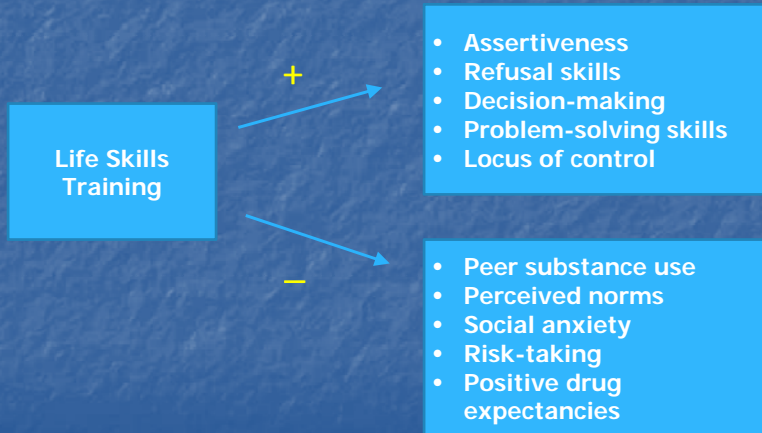 +
Life Skills
Training
–
• Assertiveness
• Refusal skills
• Decision-making
• Problem-solving skills
• Locus of control
• Peer substance use
• Perceived norms
• Social anxiety
• Risk-taking
• Positive drug
expectancies